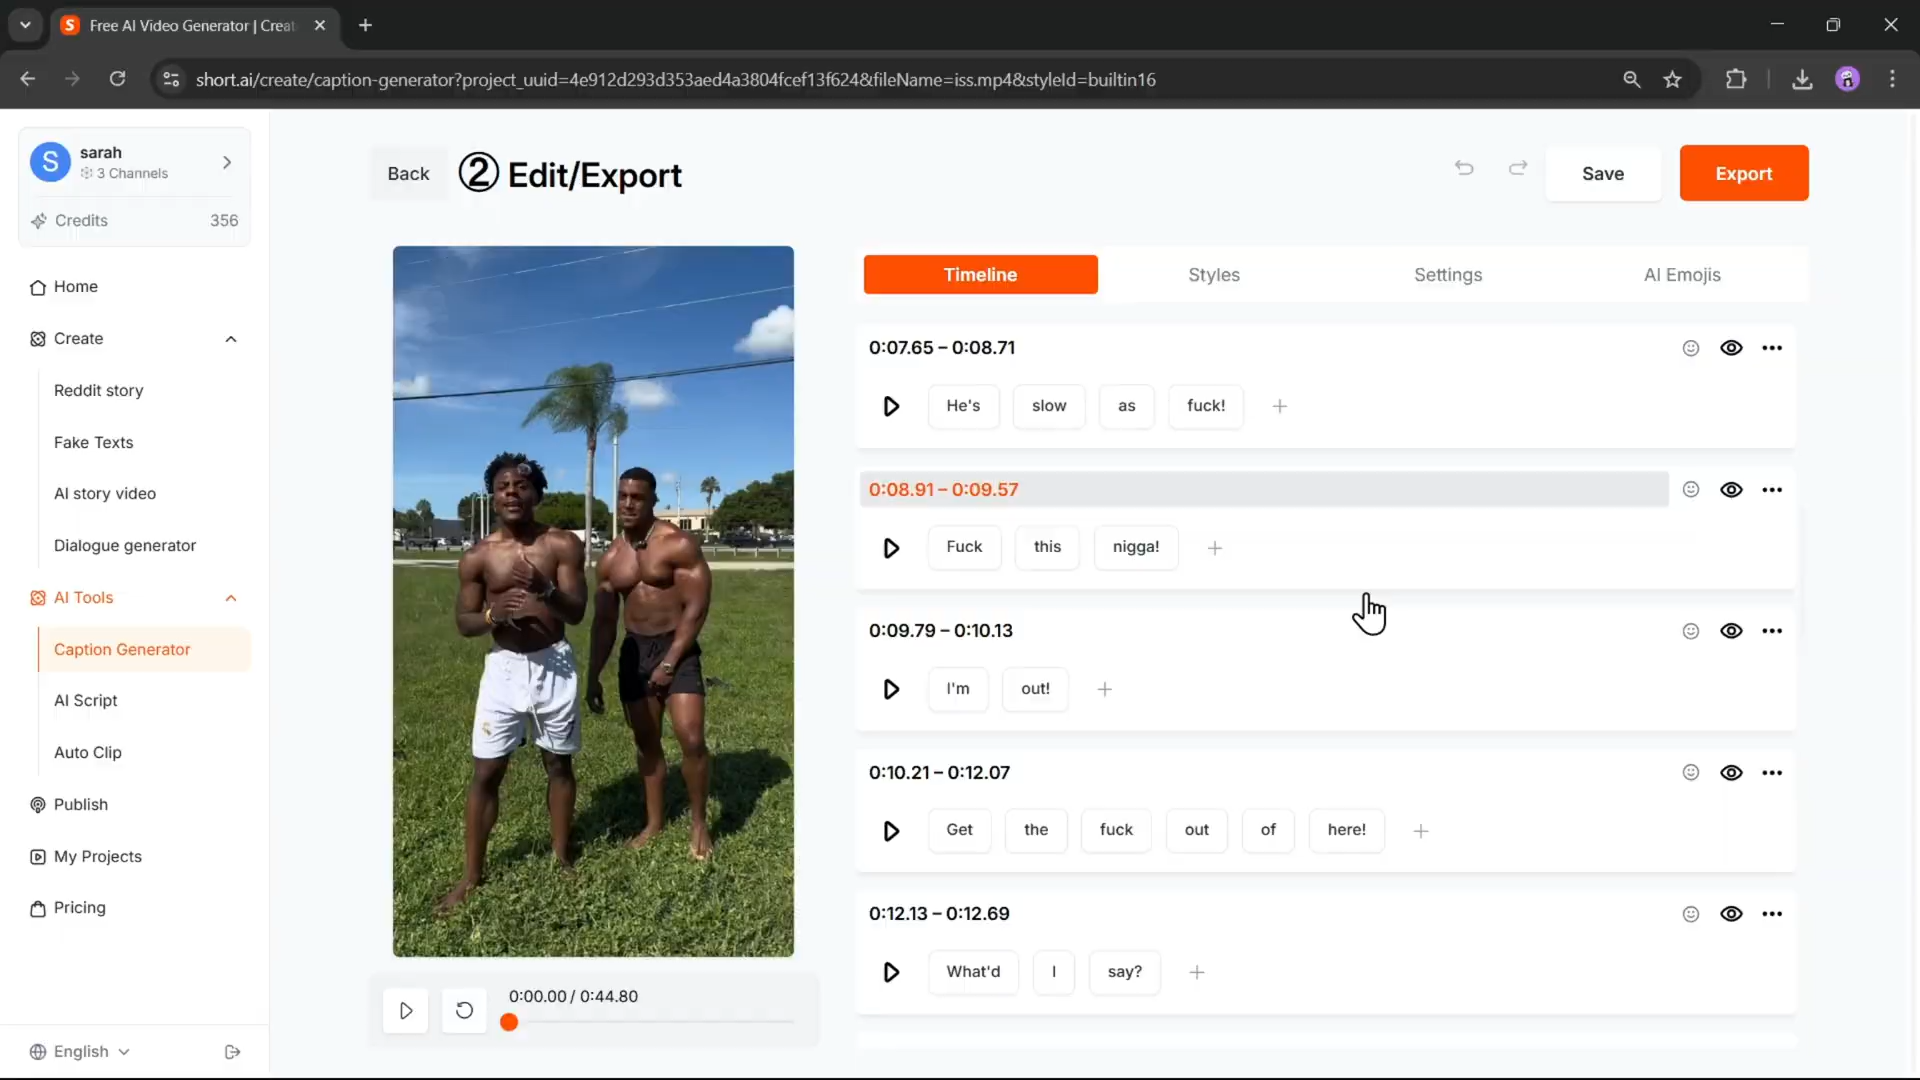 Free AI Video Generator | Creat
short.ai/create/caption-generator?project_uuid=4e912d293d353aed4a3804fcef13f624&fileName=iss.mp4&styleId=builtin16
S
sarah
3 Channels
Credits 356
Home
Create
Reddit story
Fake Texts
AI story video
Dialogue generator
AI Tools
Caption Generator
AI Script
Auto Clip
Publish
My Projects
Pricing
English
Back ② Edit/Export
Save Export
0:00.00 / 0:44.80
Timeline Styles Settings AI Emojis
0:07.65 – 0:08.71
He's slow as fuck! +
0:08.91 – 0:09.57
Fuck this nigga! +
0:09.79 – 0:10.13
I'm out! +
0:10.21 – 0:12.07
Get the fuck out of here! +
0:12.13 – 0:12.69
What'd I say? +